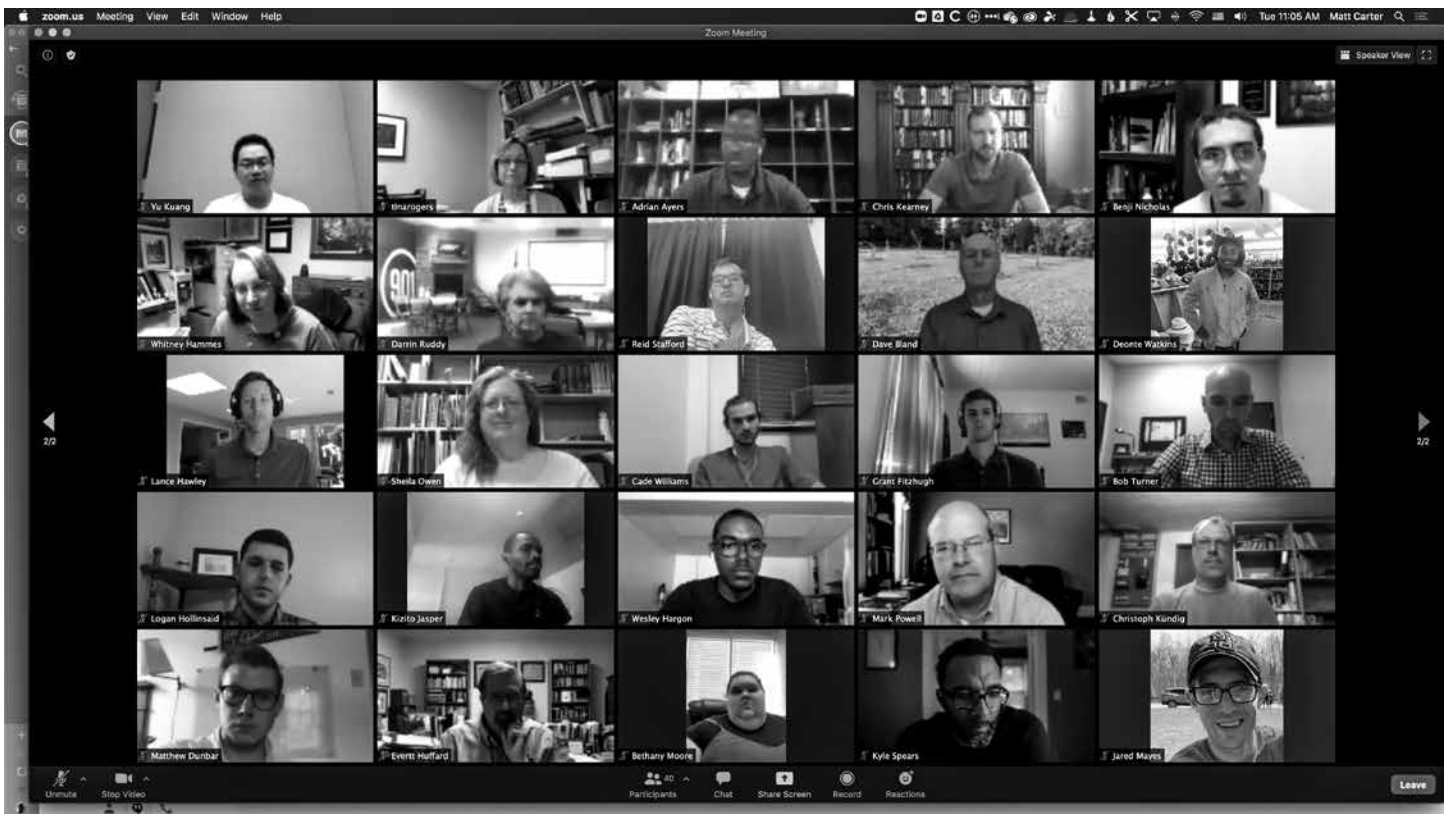 zoom.us Meeting View Edit Window Help Tue 11:05 AM Matt Carter
Zoom Meeting
Speaker View
Yu Kuang
tinarogers
Adrian Ayers
Chris Kearney
Benji Nicholas
901
Whitney Hammes
Darrin Ruddy
Reid Stafford
Dave Bland
Deonte Watkins
2/2
2/2
Lance Hawley
Sheila Owen
Cade Williams
Grant Fitzhugh
Bob Turner
Logan Hollinsaid
Kizito Jasper
Wesley Hargon
Mark Powell
Christoph Kündig
Matthew Dunbar
Evertt Huffard
Bethany Moore
Kyle Spears
Jared Mayes
Unmute
Stop Video
40
Participants
Chat
Share Screen
Record
Reactions
Leave